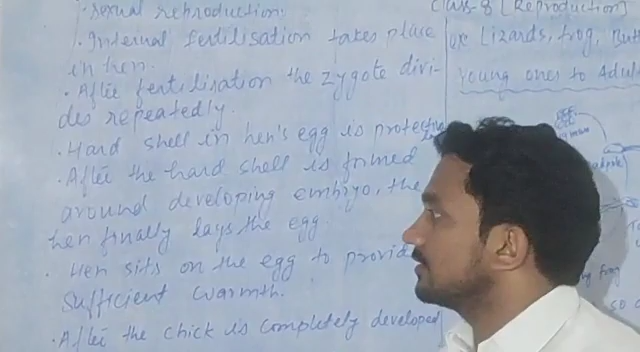 sexual reproduction.
Class-8 [Reproduction]
• Internal fertilisation takes place
in hen.
• After fertilisation the zygote divi-
des repeatedly.
• Hard shell in hen's egg is protective
• After the hard shell is formed
around developing embryo, the
hen finally lays the egg.
• Hen sits on the egg to provid
sufficient warmth.
• After the chick is completely developed
are Lizards, frog, Butt
Young ones to Adul